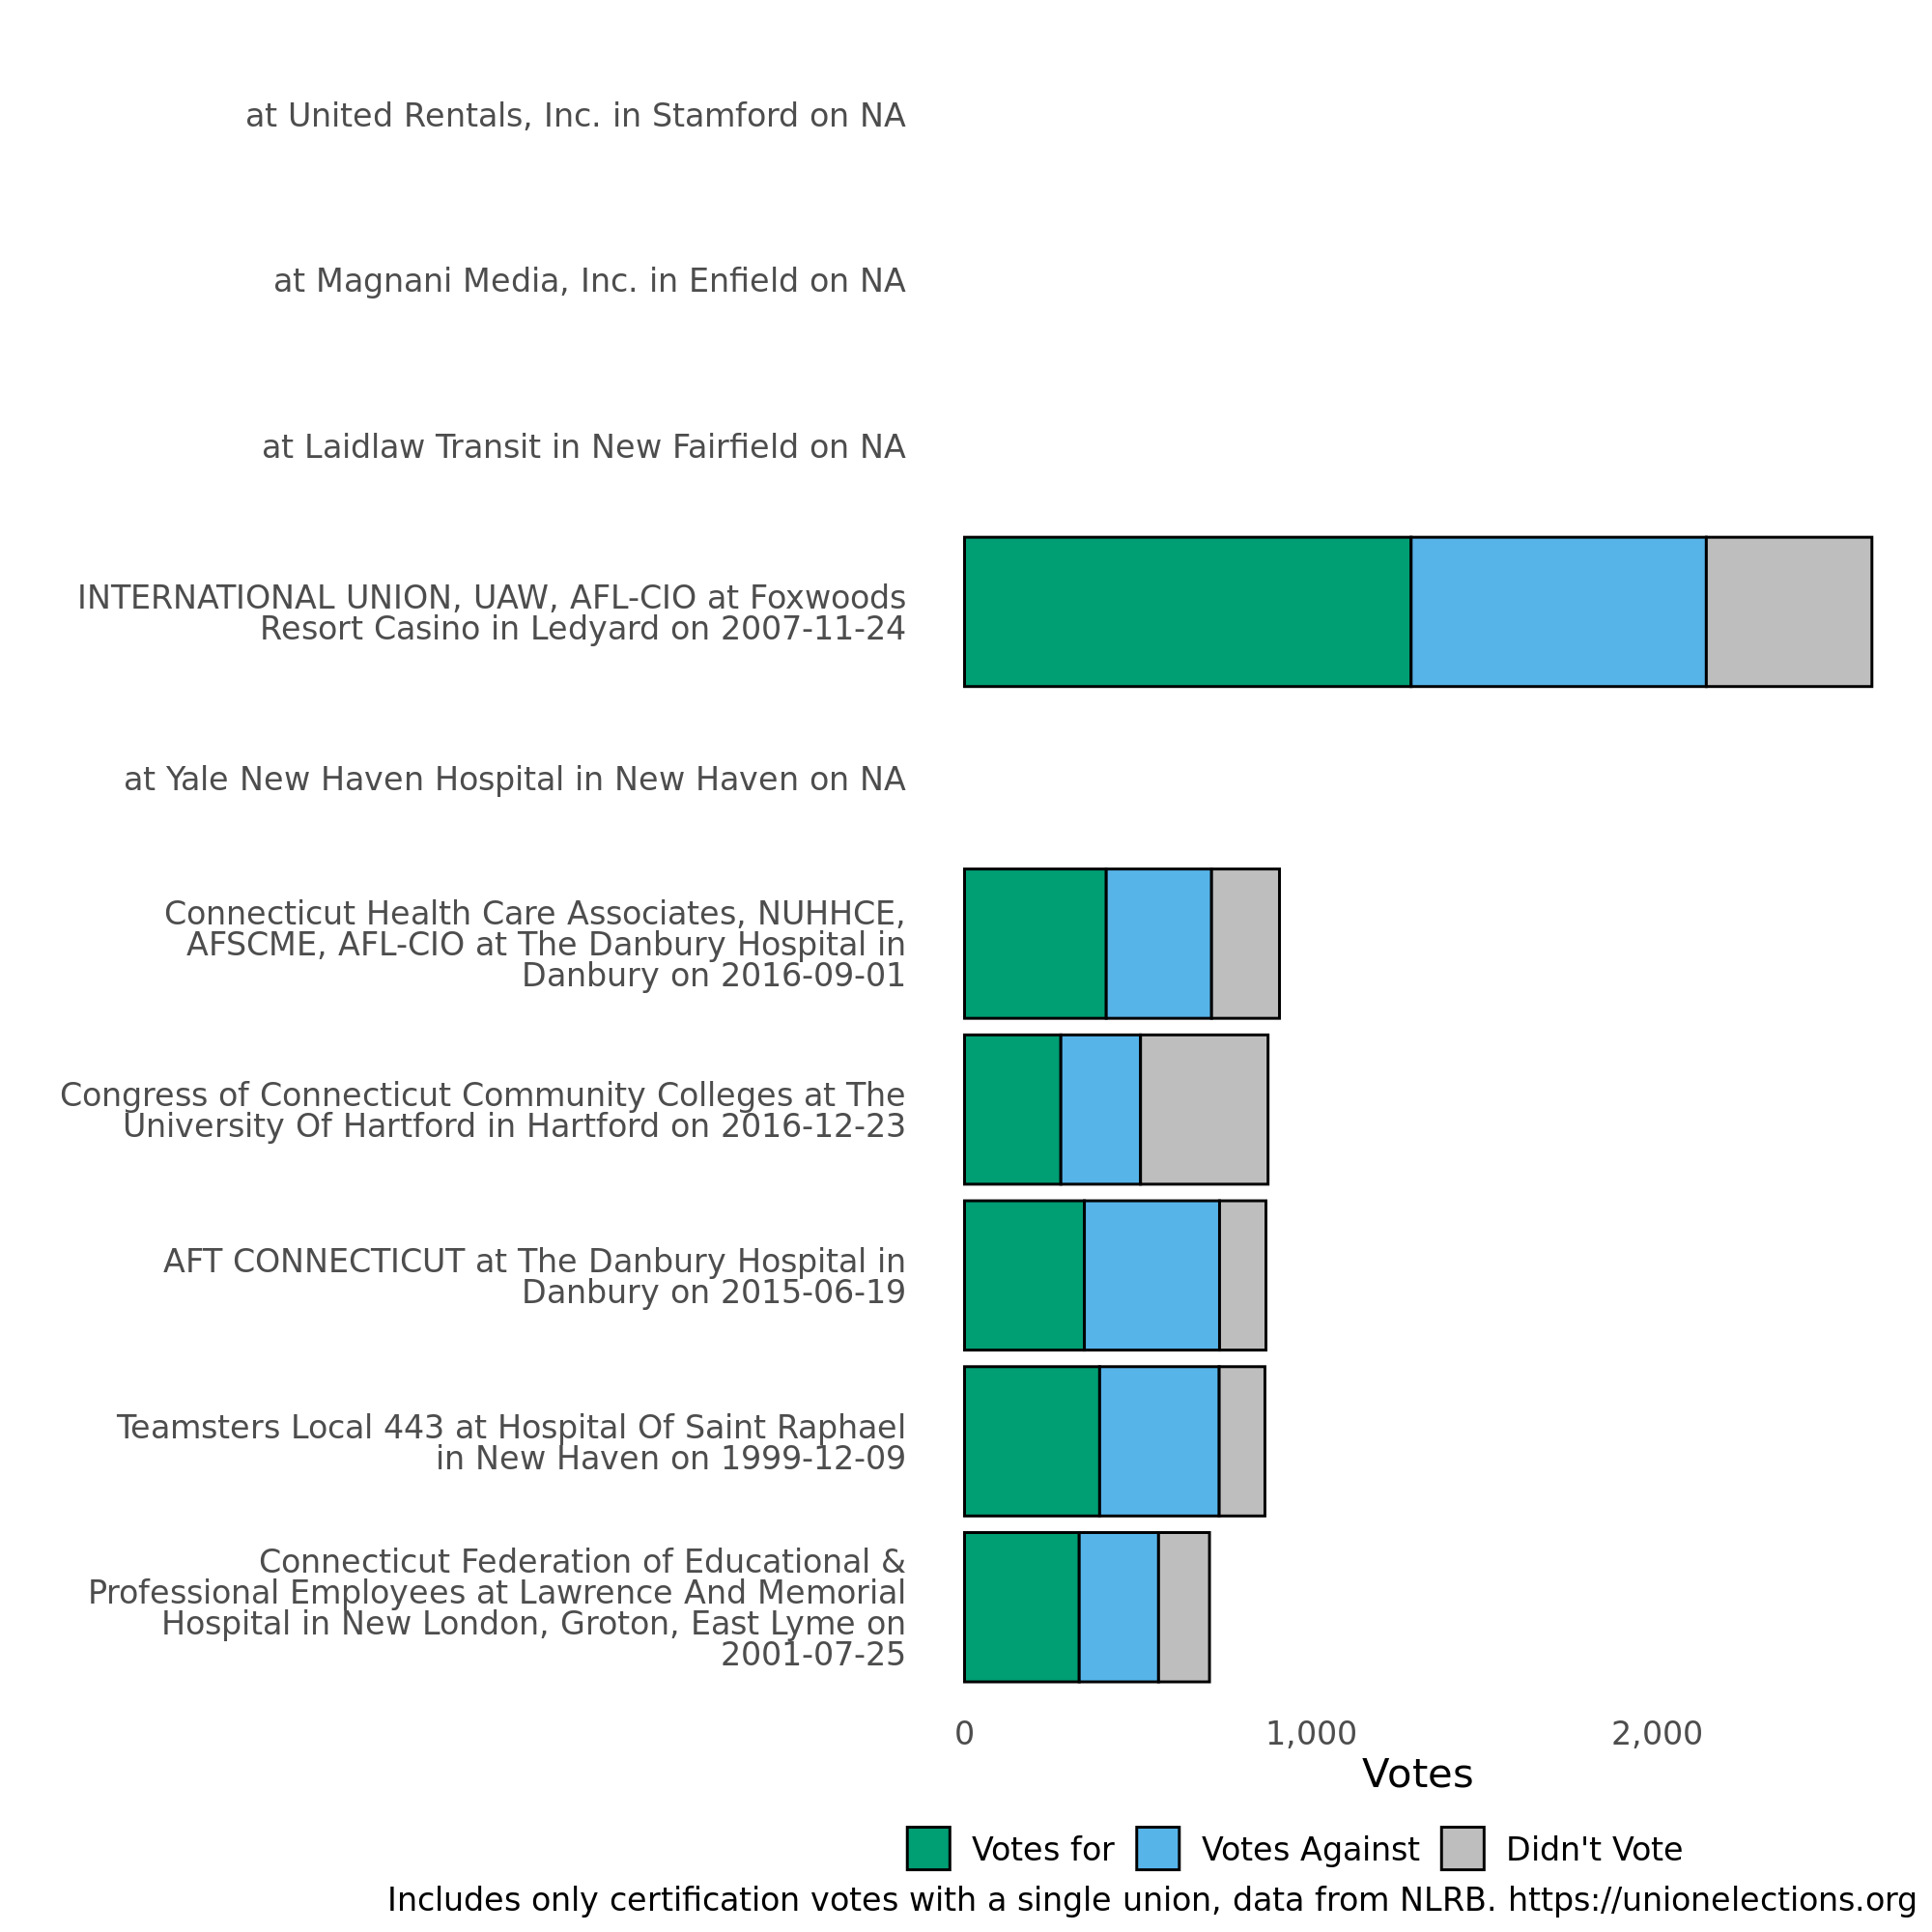 at United Rentals, Inc. in Stamford on NA
at Magnani Media, Inc. in Enfield on NA
at Laidlaw Transit in New Fairfield on NA
INTERNATIONAL UNION, UAW, AFL-CIO at Foxwoods
Resort Casino in Ledyard on 2007-11-24
at Yale New Haven Hospital in New Haven on NA
Connecticut Health Care Associates, NUHHCE,
AFSCME, AFL-CIO at The Danbury Hospital in
Danbury on 2016-09-01
Congress of Connecticut Community Colleges at The
University Of Hartford in Hartford on 2016-12-23
AFT CONNECTICUT at The Danbury Hospital in
Danbury on 2015-06-19
Teamsters Local 443 at Hospital Of Saint Raphael
in New Haven on 1999-12-09
Connecticut Federation of Educational &
Professional Employees at Lawrence And Memorial
Hospital in New London, Groton, East Lyme on
2001-07-25
0 1,000 2,000
Votes
Votes for Votes Against Didn't Vote
Includes only certification votes with a single union, data from NLRB. https://unionelections.org